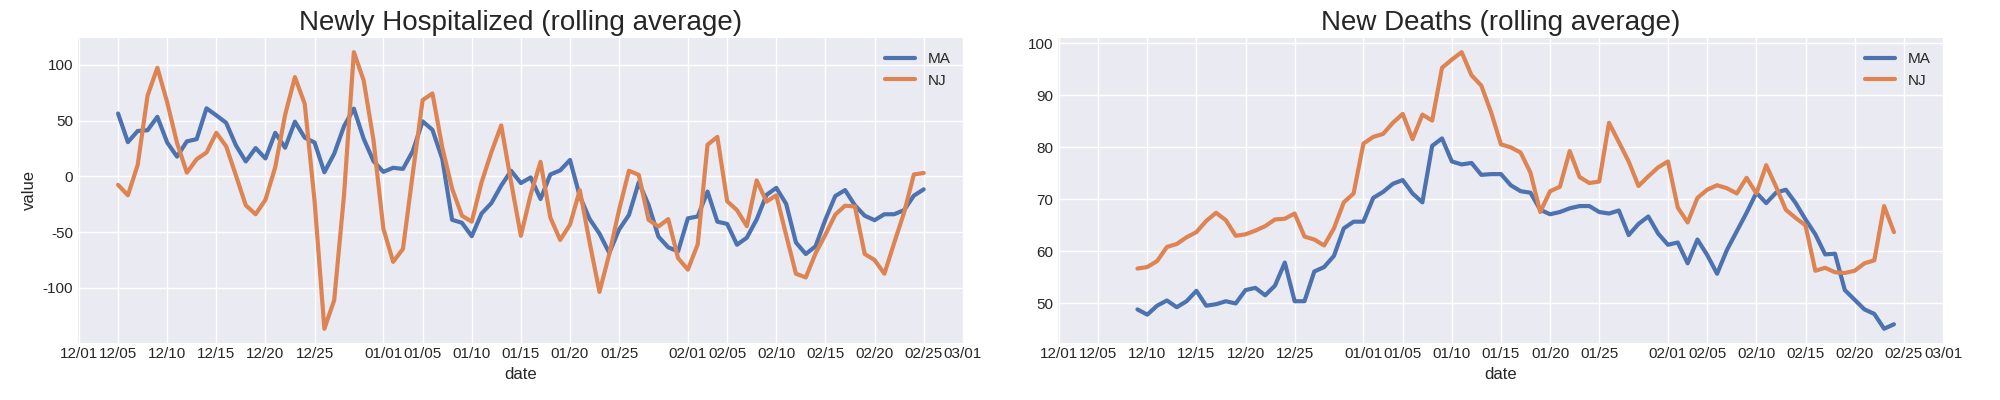 Newly Hospitalized (rolling average)
MA
NJ
100
50
0
-50
-100
value
12/01 12/05 12/10 12/15 12/20 12/25 01/01 01/05 01/10 01/15 01/20 01/25 02/01 02/05 02/10 02/15 02/20 02/25 03/01
date
New Deaths (rolling average)
MA
NJ
100
90
80
70
60
50
12/01 12/05 12/10 12/15 12/20 12/25 01/01 01/05 01/10 01/15 01/20 01/25 02/01 02/05 02/10 02/15 02/20 02/25 03/01
date